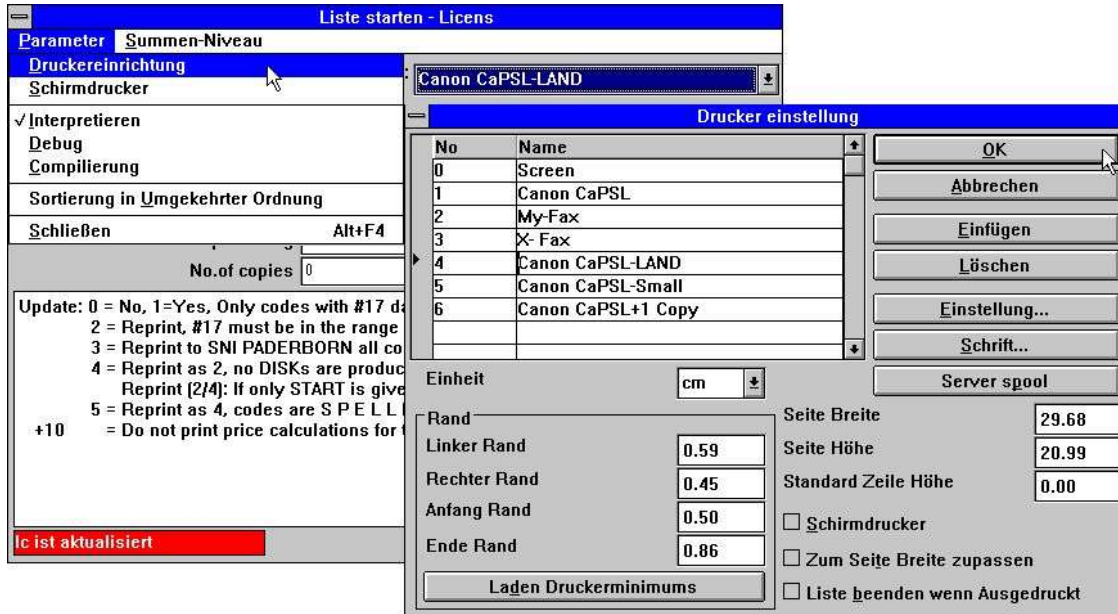 Liste starten - Licens
Parameter Summen-Niveau
Druckereinrichtung
Schirmdrucker
√ Interpretieren
Debug
Compilierung
Sortierung in Umgekehrter Ordnung
Schließen Alt+F4
No.of copies 0
Update: 0 = No, 1=Yes, Only codes with #17
2 = Reprint, #17 must be in the range
3 = Reprint to SNI PADERBORN all
4 = Reprint as 2, no DISKs are
Reprint (2/4): If only START is
5 = Reprint as 4, codes are S P E L L
+10 = Do not print price calculations for
lc ist aktualisiert
Canon CaPSL-LAND
Drucker einstellung
No Name
0 Screen
1 Canon CaPSL
2 My-Fax
3 X- Fax
4 Canon CaPSL-LAND
5 Canon CaPSL-Small
6 Canon CaPSL+1 Copy
OK
Abbrechen
Einfügen
Löschen
Einstellung...
Schrift...
Server spool
Einheit cm
Rand
Linker Rand 0.59
Rechter Rand 0.45
Anfang Rand 0.50
Ende Rand 0.86
Laden Druckerminimums
Seite Breite 29.68
Seite Höhe 20.99
Standard Zeile Höhe 0.00
Schirmdrucker
Zum Seite Breite zupassen
Liste beenden wenn Ausgedruckt